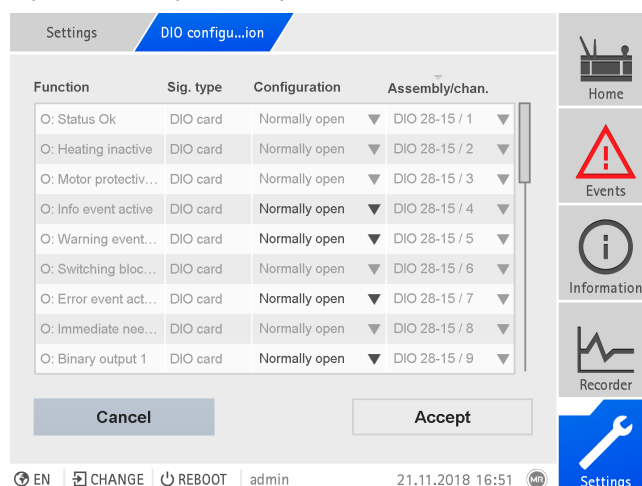 Settings DIO configu...ion
Function Sig. type Configuration Assembly/chan.
O: Status Ok DIO card Normally open DIO 28-15 / 1
O: Heating inactive DIO card Normally open DIO 28-15 / 2
O: Motor protectiv... DIO card Normally open DIO 28-15 / 3
O: Info event active DIO card Normally open DIO 28-15 / 4
O: Warning event... DIO card Normally open DIO 28-15 / 5
O: Switching bloc... DIO card Normally open DIO 28-15 / 6
O: Error event act... DIO card Normally open DIO 28-15 / 7
O: Immediate nee... DIO card Normally open DIO 28-15 / 8
O: Binary output 1 DIO card Normally open DIO 28-15 / 9
Cancel Accept
EN CHANGE REBOOT admin 21.11.2018 16:51 MR
Home
Events
Information
Recorder
Settings